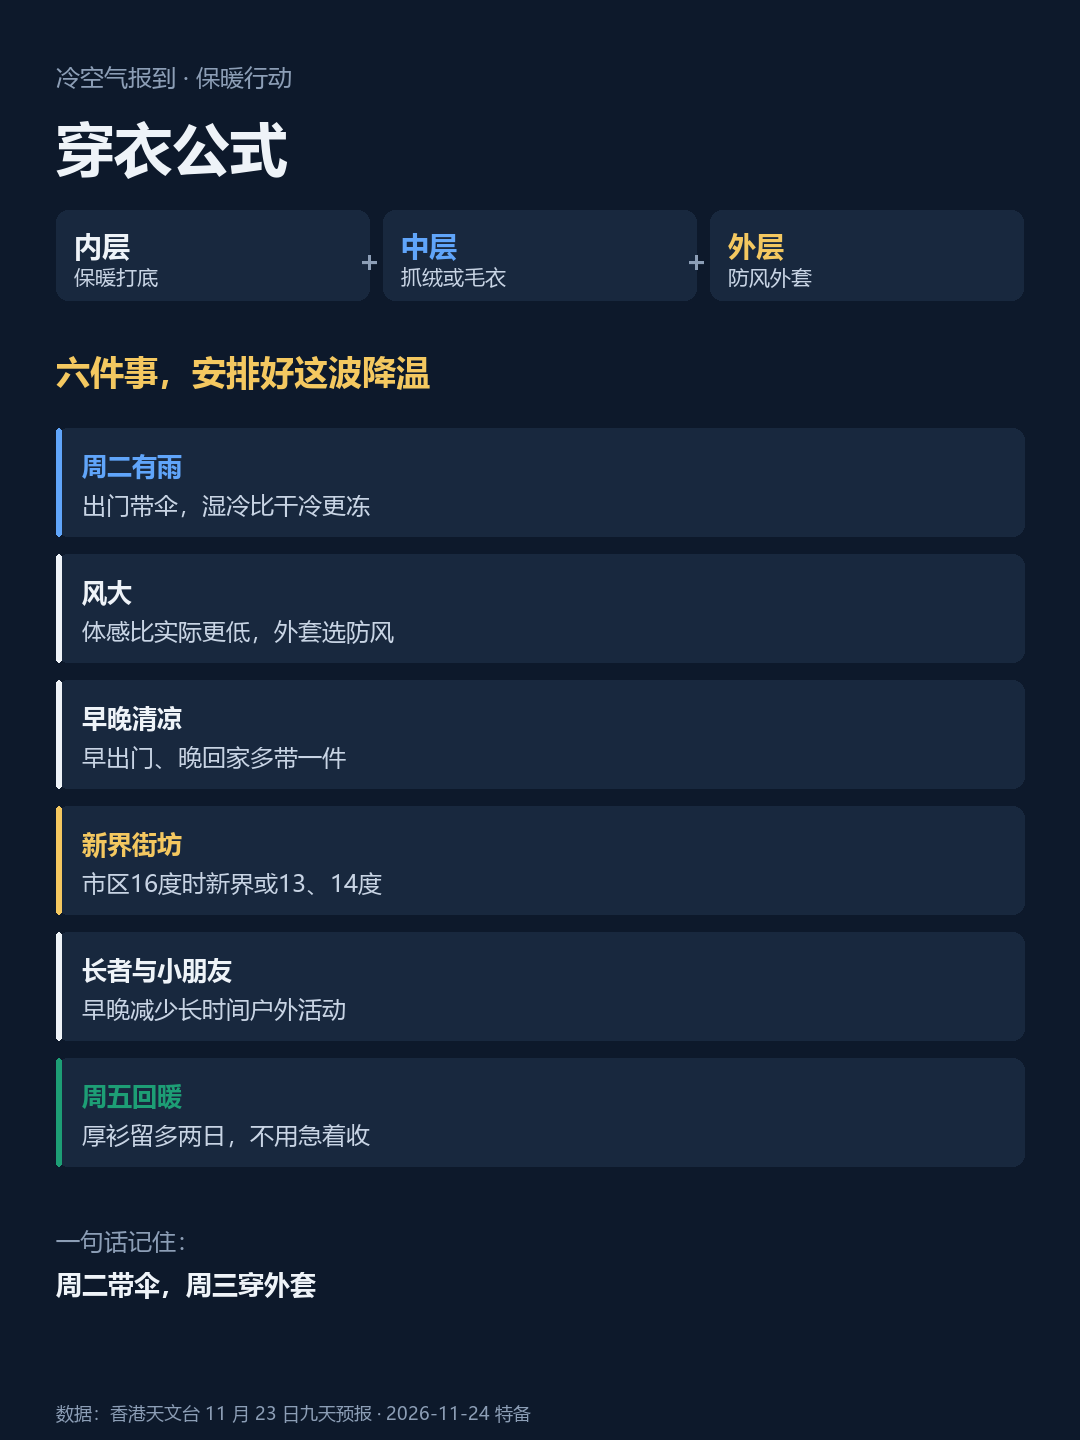 冷空气报到 · 保暖行动
穿衣公式
内层
保暖打底
+
中层
抓绒或毛衣
+
外层
防风外套
六件事，安排好这波降温
周二有雨
出门带伞，湿冷比干冷更冻
风大
体感比实际更低，外套选防风
早晚清凉
早出门、晚回家多带一件
新界街坊
市区16度时新界或13、14度
长者与小朋友
早晚减少长时间户外活动
周五回暖
厚衫留多两日，不用急着收
一句话记住：
周二带伞，周三穿外套
数据：香港天文台 11 月 23 日九天预报 · 2026-11-24 特备